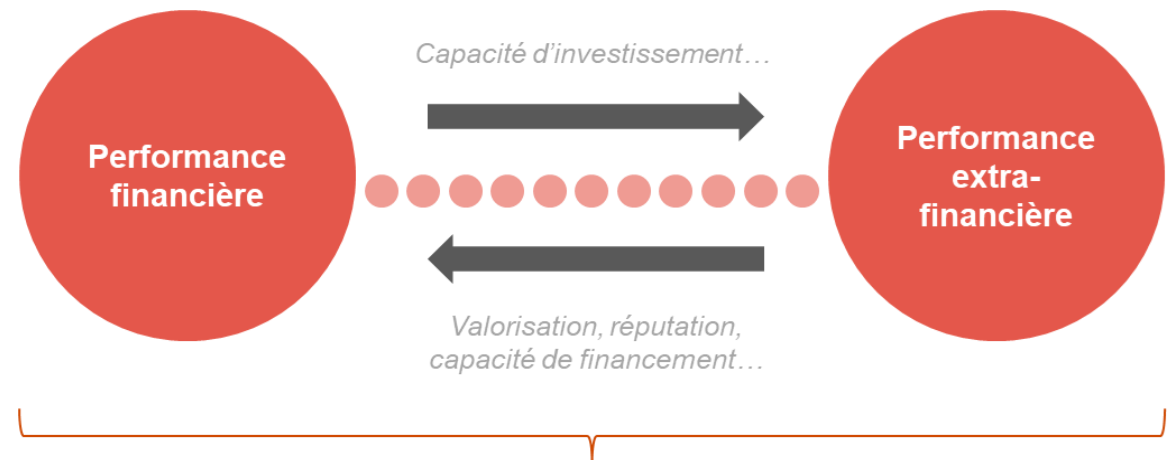 Capacité d’investissement…
Performance
financière
Performance
extra-
financière
Valorisation, réputation,
capacité de financement…